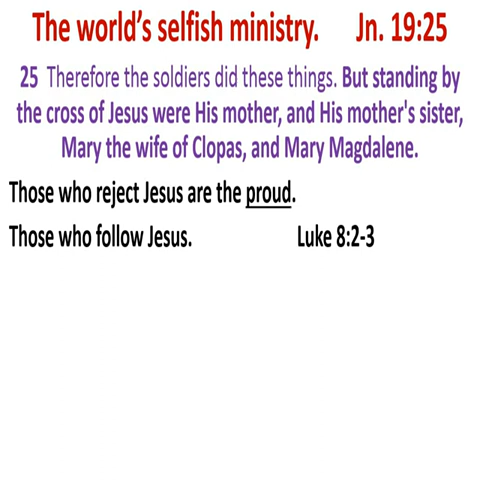 The world’s selfish ministry. Jn. 19:25
25 Therefore the soldiers did these things. But standing by
the cross of Jesus were His mother, and His mother's sister,
Mary the wife of Clopas, and Mary Magdalene.
Those who reject Jesus are the proud.
Those who follow Jesus. Luke 8:2-3